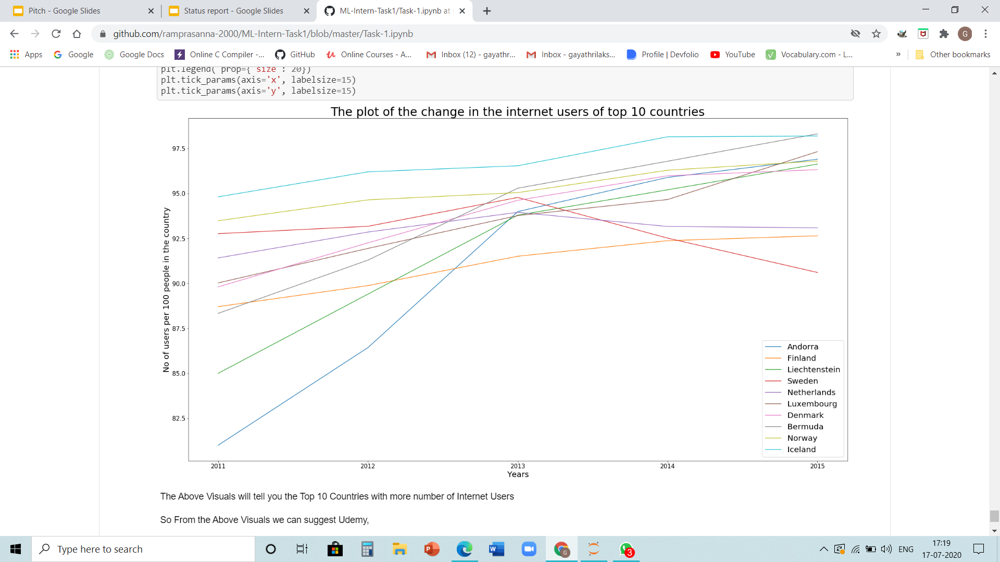 Pitch - Google Slides
Status report - Google Slides
ML-Intern-Task1/Task-1.ipynb at
github.com/ramprasanna-2000/ML-Intern-Task1/blob/master/Task-1.ipynb
G
Apps
Google
Google Docs
Online C Compiler -...
GitHub
Online Courses - A...
Inbox (12) - gayathr...
Inbox - gayathrilaks...
Profile | Devfolio
YouTube
Vocabulary.com - L...
»
Other bookmarks
plt.legend( prop={ size : 20})
plt.tick_params(axis='x', labelsize=15)
plt.tick_params(axis='y', labelsize=15)
The plot of the change in the internet users of top 10 countries
No of users per 100 people in the country
97.5
95.0
92.5
90.0
87.5
85.0
82.5
Andorra
Finland
Liechtenstein
Sweden
Netherlands
Luxembourg
Denmark
Bermuda
Norway
Iceland
2011
2012
2013
2014
2015
Years
The Above Visuals will tell you the Top 10 Countries with more number of Internet Users
So From the Above Visuals we can suggest Udemy,
Type here to search
3
ENG
17:19
17-07-2020